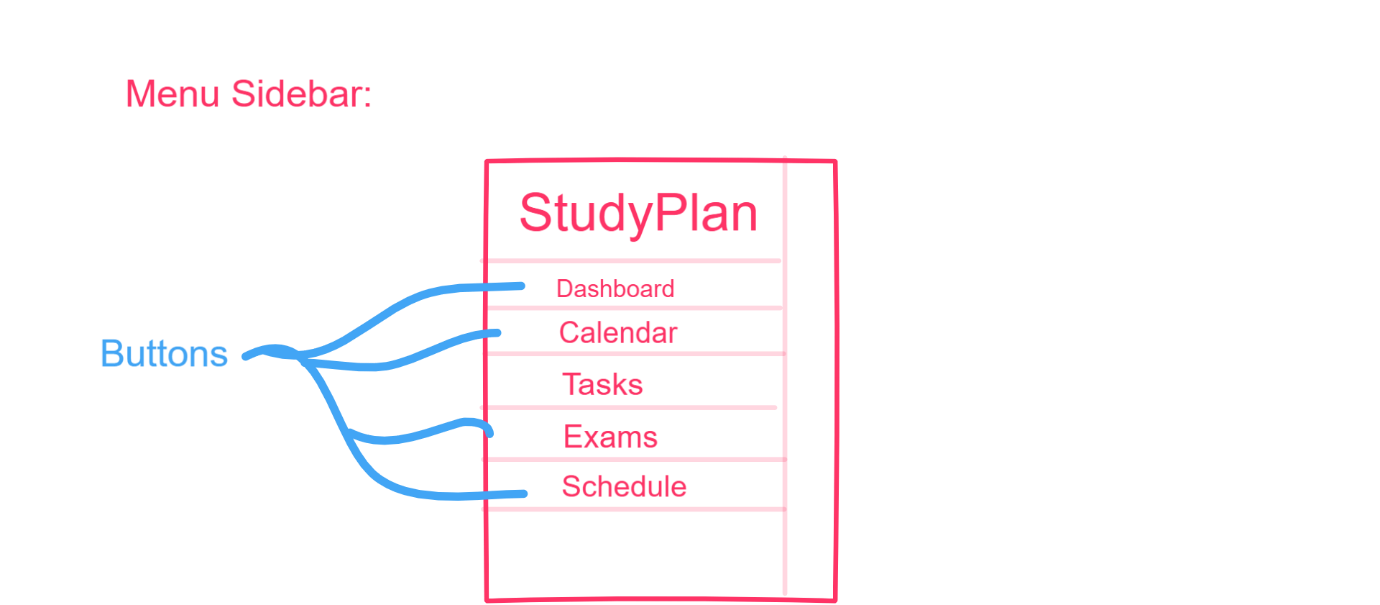 Menu Sidebar:
StudyPlan
Dashboard
Calendar
Buttons
Tasks
Exams
Schedule